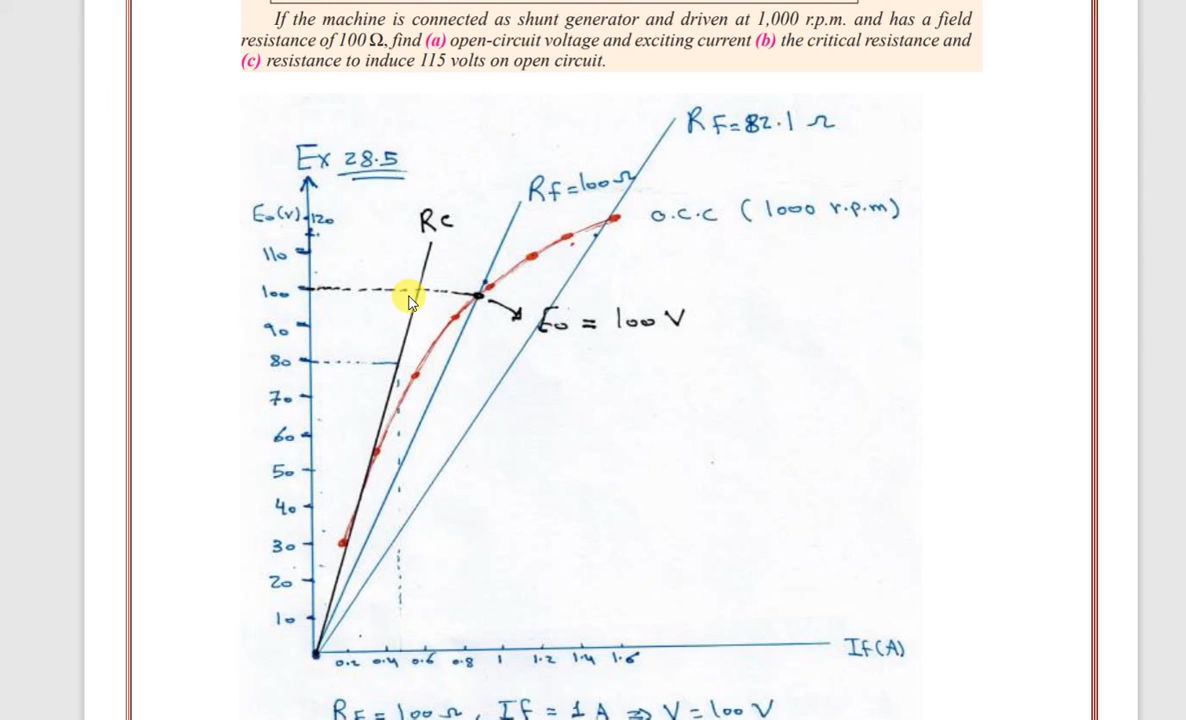 If the machine is connected as shunt generator and driven at 1,000 r.p.m. and has a field
resistance of 100 Ω, find (a) open-circuit voltage and exciting current (b) the critical resistance and
(c) resistance to induce 115 volts on open circuit.
RF=82.1 Ω
Ex 28.5
Rf=100Ω
Eo(V) 120
Rc
O.C.C (1000 r.p.m)
110
100
Eo = 100 V
90
80
70
60
50
40
30
20
10
0.2 0.4 0.6 0.8 1 1.2 1.4 1.6
If(A)
RF = 100 Ω, If = 1 A ⇒ V = 100 V